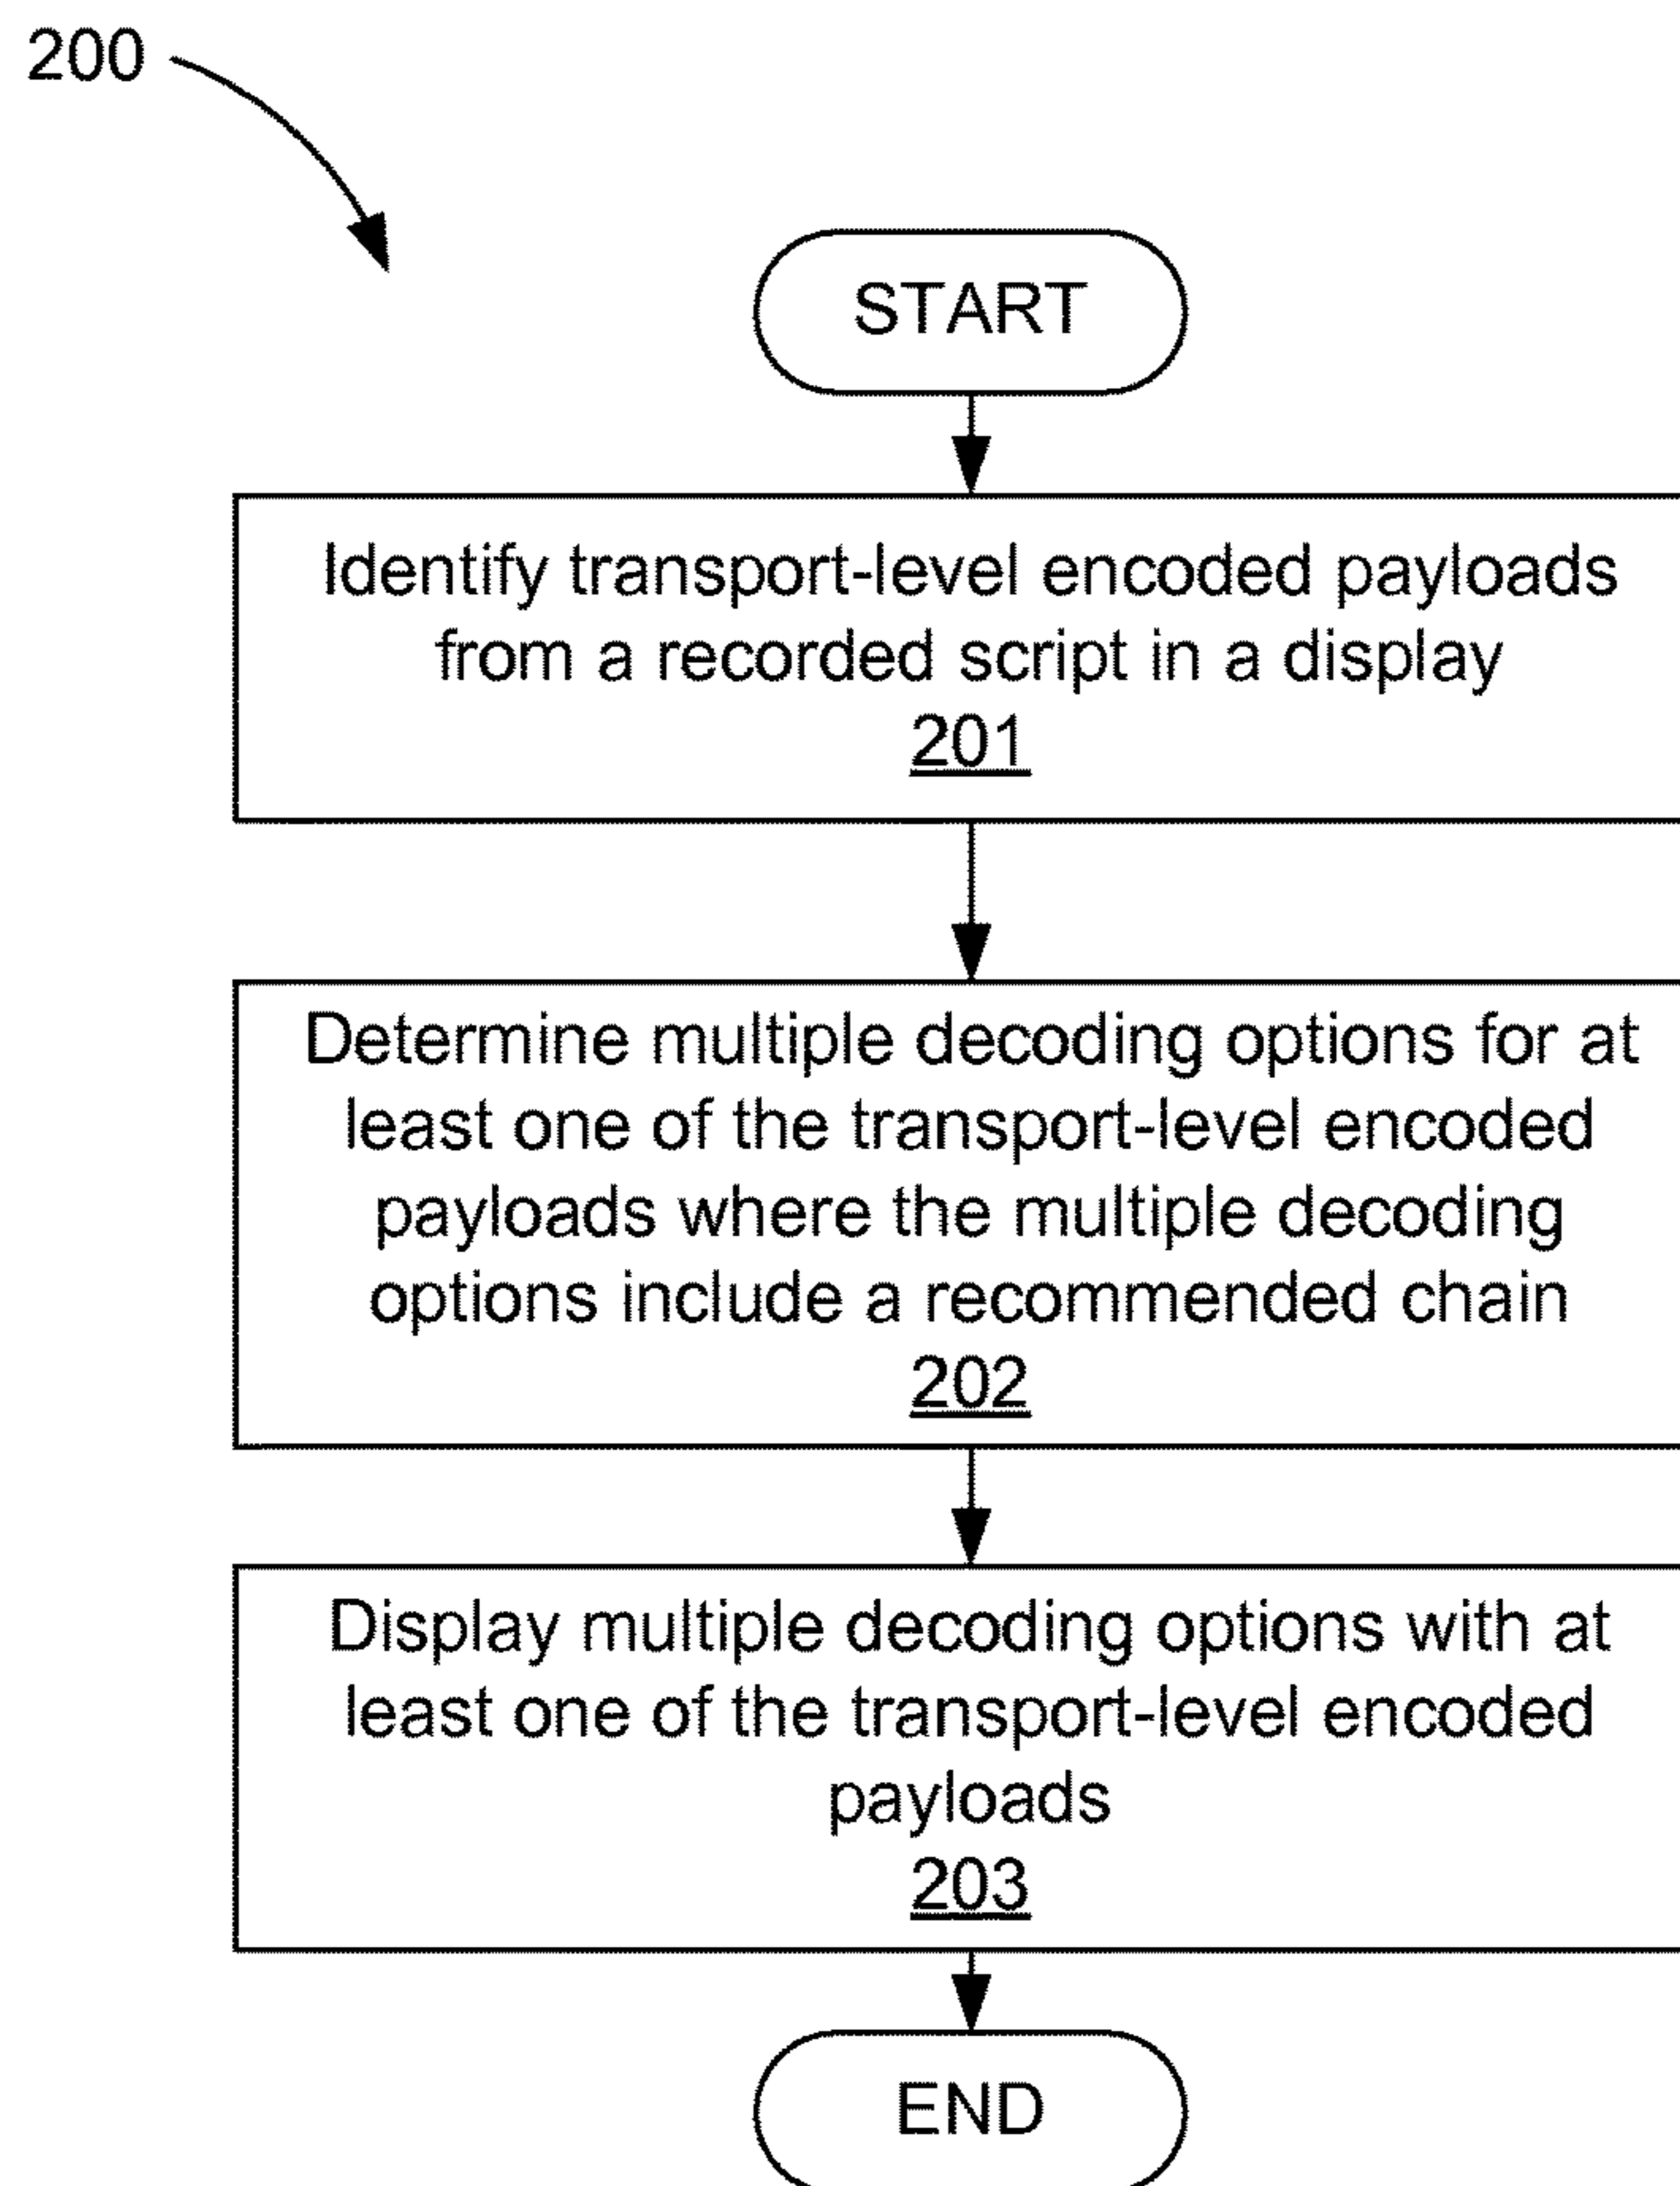 200
START
Identify transport-level encoded payloads
from a recorded script in a display
201
Determine multiple decoding options for at
least one of the transport-level encoded
payloads where the multiple decoding
options include a recommended chain
202
Display multiple decoding options with at
least one of the transport-level encoded
payloads
203
END